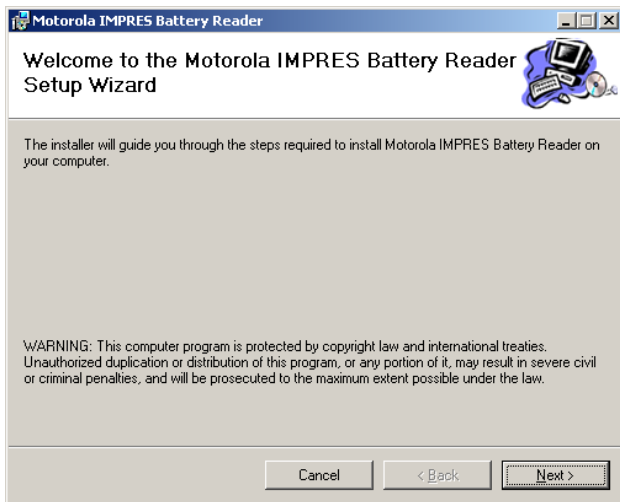 Motorola IMPRES Battery Reader
Welcome to the Motorola IMPRES Battery Reader
Setup Wizard
The installer will guide you through the steps required to install Motorola IMPRES Battery Reader on
your computer.
WARNING: This computer program is protected by copyright law and international treaties.
Unauthorized duplication or distribution of this program, or any portion of it, may result in severe civil
or criminal penalties, and will be prosecuted to the maximum extent possible under the law.
Cancel
< Back
Next >